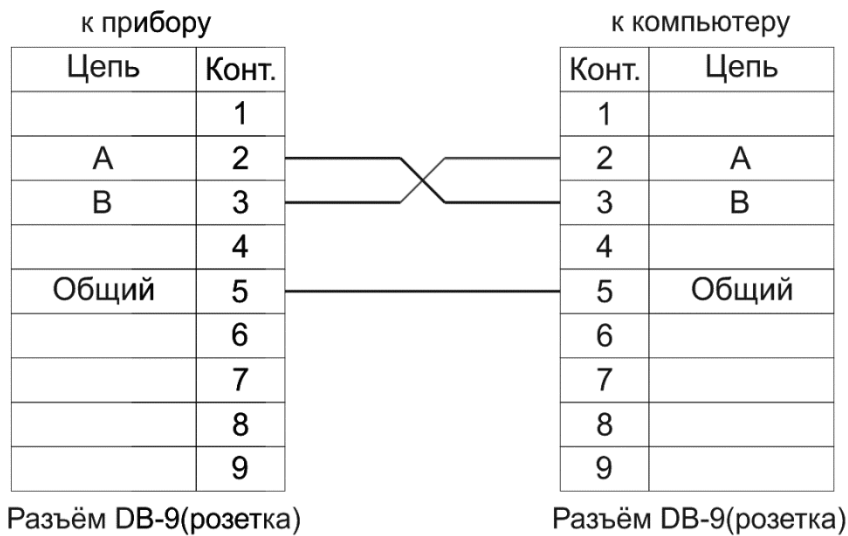 к прибору к компьютеру
Цепь Конт. Конт. Цепь
1 1
А 2 2 А
В 3 3 В
4 4
Общий 5 5 Общий
6 6
7 7
8 8
9 9
Разъём DB-9(розетка) Разъём DB-9(розетка)